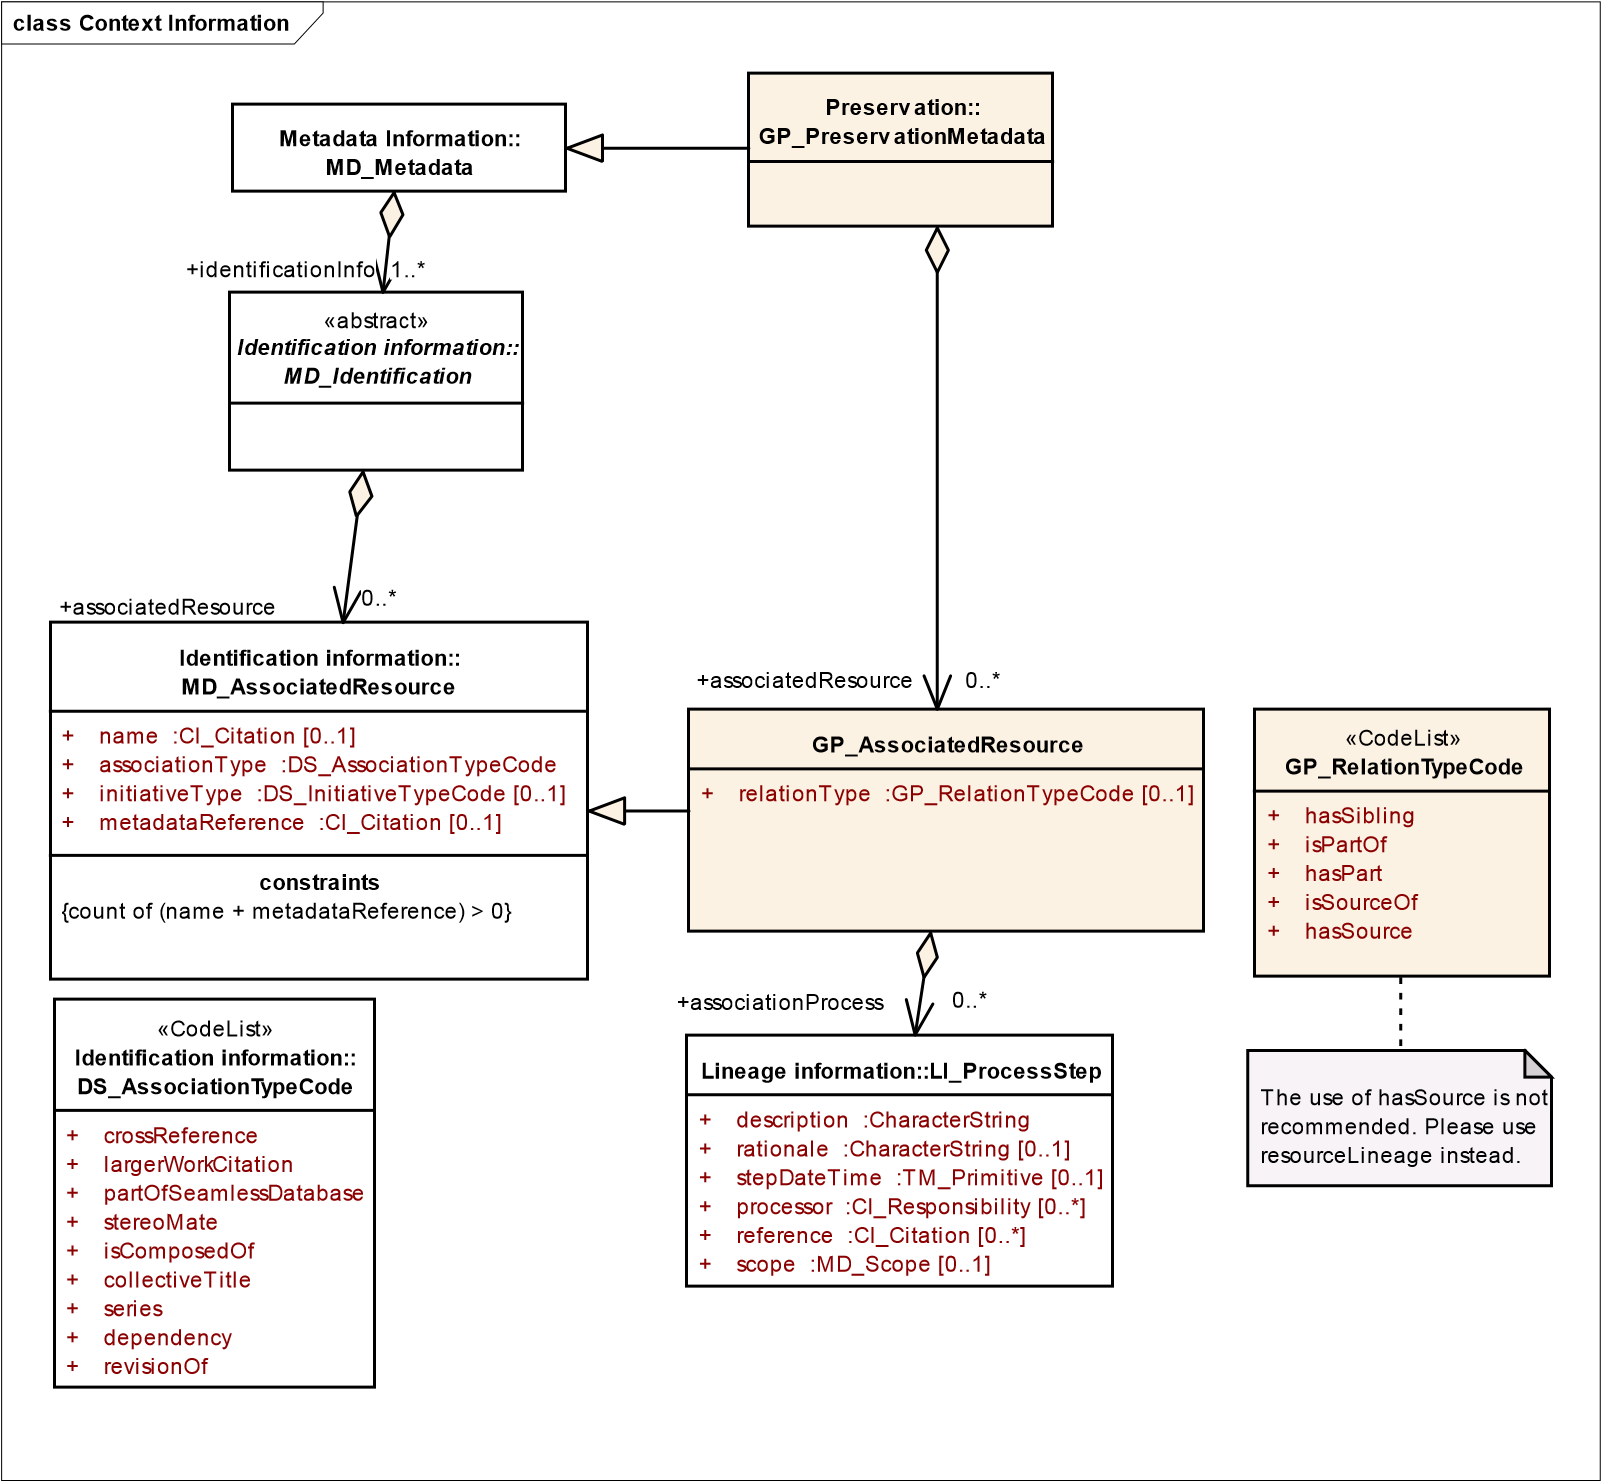 class Context Information
Preservation::
GP_PreservationMetadata
Metadata Information::
MD_Metadata
+identificationInfo 1..*
«abstract»
Identification information::
MD_Identification
+associatedResource 0..*
Identification information::
MD_AssociatedResource
+ name :CI_Citation [0..1]
+ associationType :DS_AssociationTypeCode
+ initiativeType :DS_InitiativeTypeCode [0..1]
+ metadataReference :CI_Citation [0..1]
constraints
{count of (name + metadataReference) > 0}
+associatedResource 0..*
GP_AssociatedResource
+ relationType :GP_RelationTypeCode [0..1]
«CodeList»
GP_RelationTypeCode
+ hasSibling
+ isPartOf
+ hasPart
+ isSourceOf
+ hasSource
+associationProcess 0..*
Lineage information::LI_ProcessStep
+ description :CharacterString
+ rationale :CharacterString [0..1]
+ stepDateTime :TM_Primitive [0..1]
+ processor :CI_Responsibility [0..*]
+ reference :CI_Citation [0..*]
+ scope :MD_Scope [0..1]
The use of hasSource is not
recommended. Please use
resourceLineage instead.
«CodeList»
Identification information::
DS_AssociationTypeCode
+ crossReference
+ largerWorkCitation
+ partOfSeamlessDatabase
+ stereoMate
+ isComposedOf
+ collectiveTitle
+ series
+ dependency
+ revisionOf